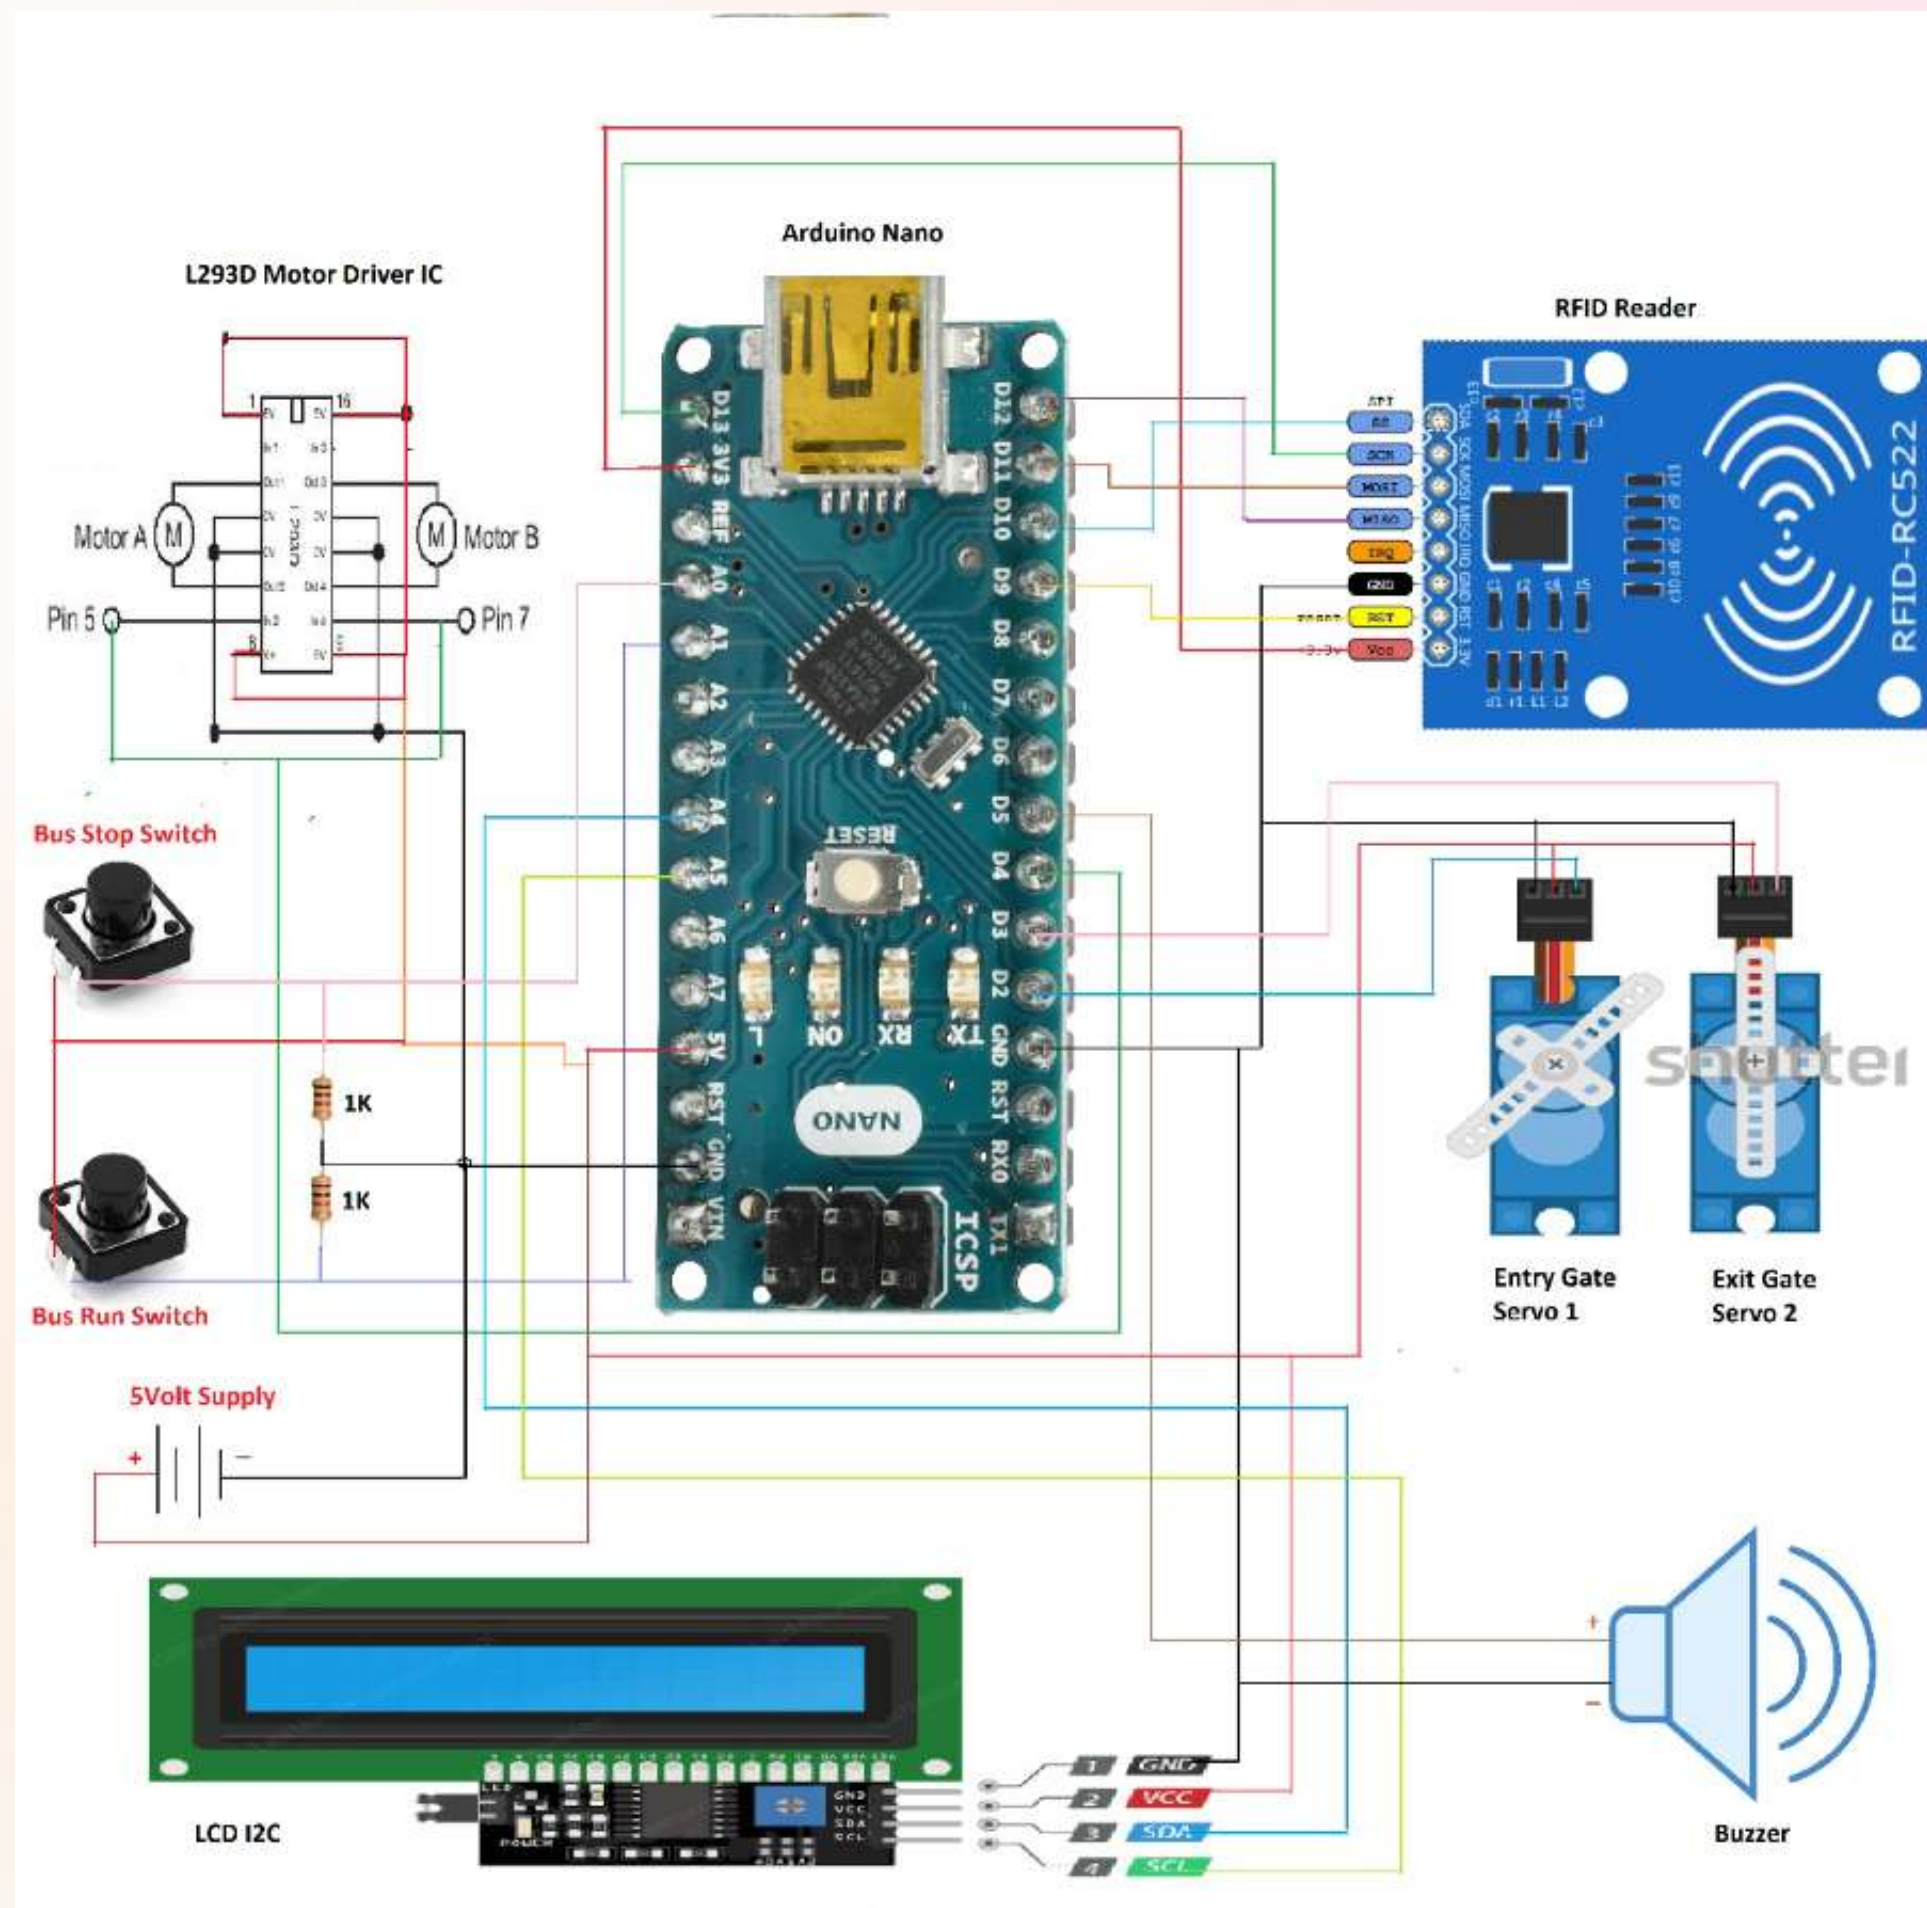 Arduino Nano
L293D Motor Driver IC
RFID Reader
1
16
Motor A
M
M
Motor B
Pin 5
Pin 7
8
D13
3V3
REF
A0
A1
A2
A3
A4
A5
A6
A7
5V
RST
GND
VIN
D12
D11
D10
D9
D8
D7
D6
D5
D4
D3
D2
GND
RST
RX0
TX1
RESET
L
ON
RX
TX
NANO
ICSP
SCK
MOSI
MISO
IRQ
GND
RST
Vcc
RFID-RC522
Bus Stop Switch
1K
1K
Bus Run Switch
5Volt Supply
+
−
Entry Gate
Servo 1
Exit Gate
Servo 2
+
−
Buzzer
LCD I2C
GND
VCC
SDA
SCL
1 GND
2 VCC
3 SDA
4 SCL